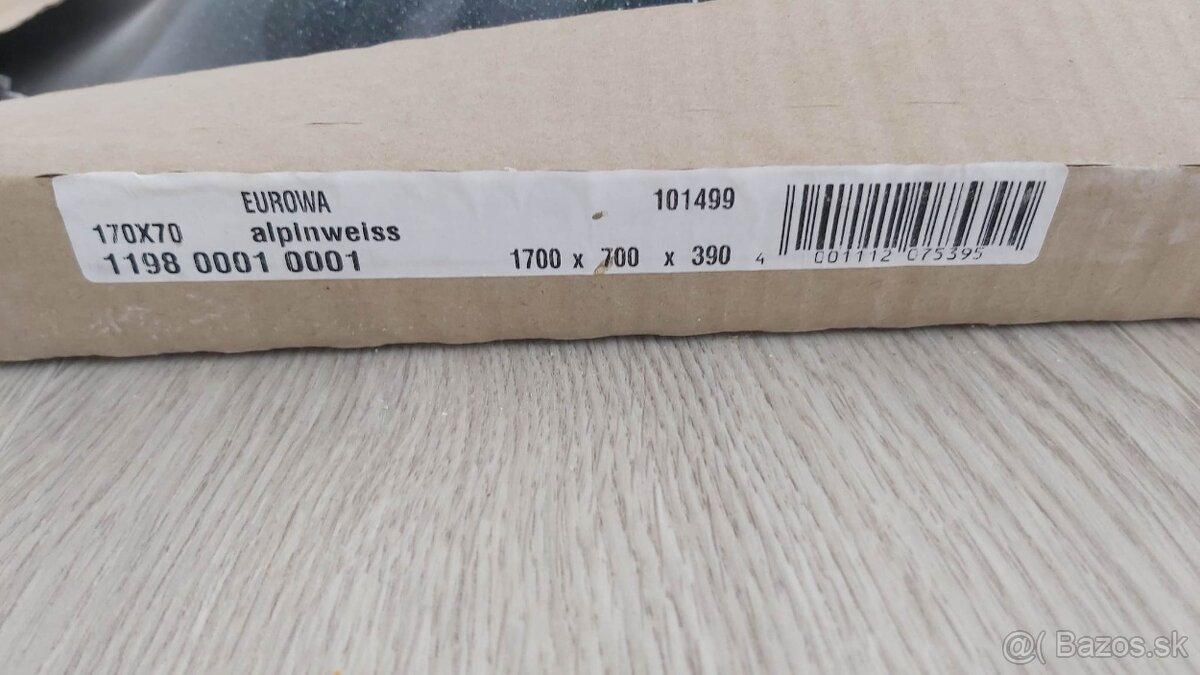 EUROWA 101499
170X70 alpinweiss
1198 0001 0001 1700 x 700 x 390 4 001112 075395
@( Bazos.sk